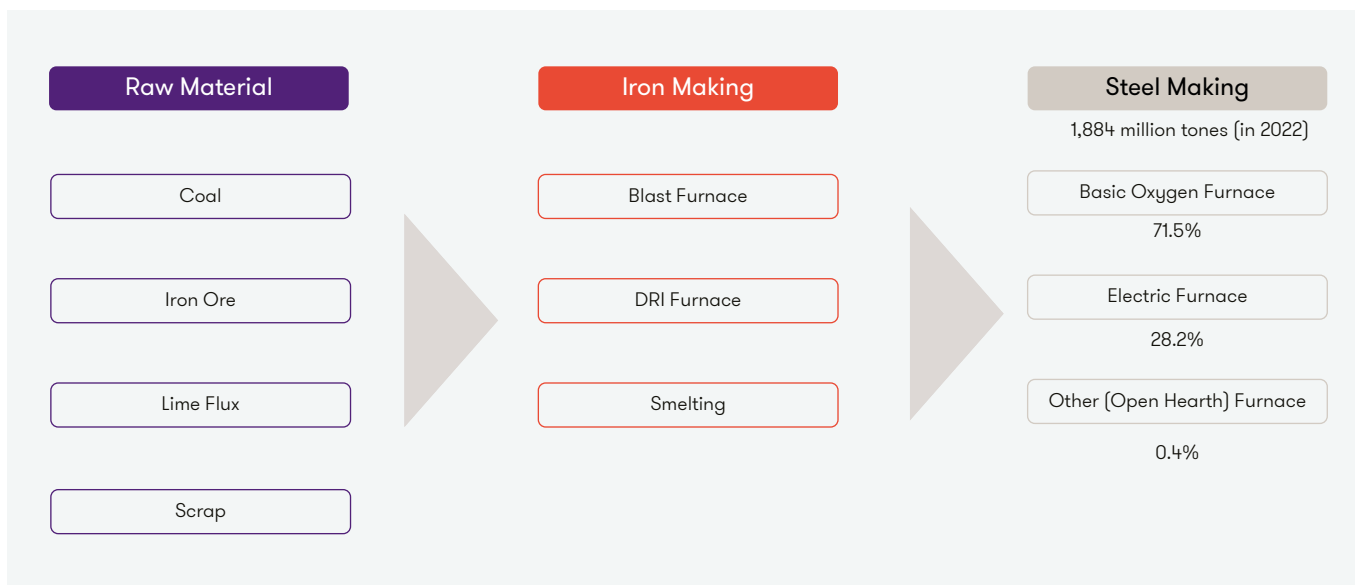 Raw Material
Coal
Iron Ore
Lime Flux
Scrap
Iron Making
Blast Furnace
DRI Furnace
Smelting
Steel Making
1,884 million tones (in 2022)
Basic Oxygen Furnace
71.5%
Electric Furnace
28.2%
Other (Open Hearth) Furnace
0.4%